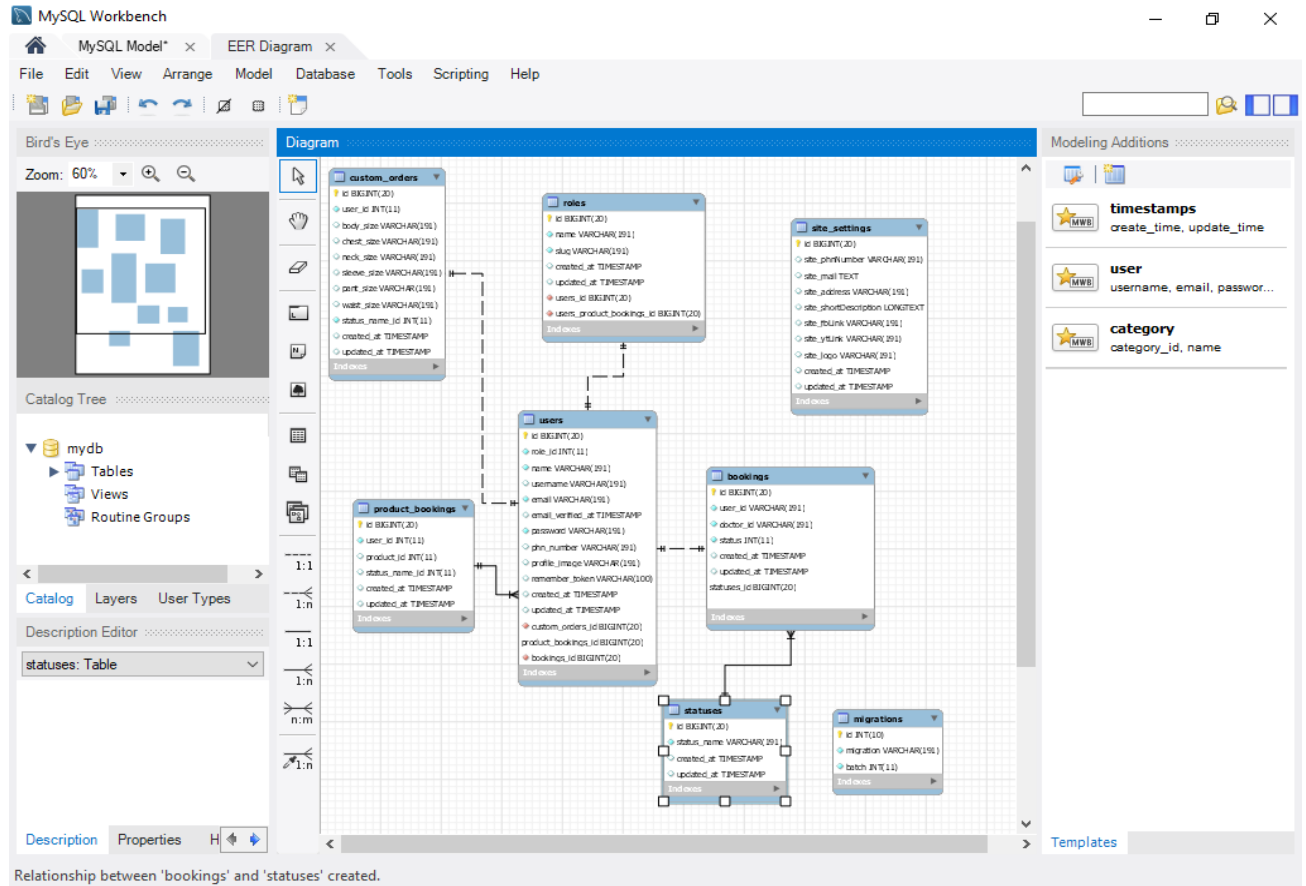 MySQL Workbench
MySQL Model*
EER Diagram
File Edit View Arrange Model Database Tools Scripting Help
Bird's Eye
Zoom: 60%
Catalog Tree
mydb
Tables
Views
Routine Groups
Catalog Layers User Types
Description Editor
statuses: Table
Description Properties H
Diagram
1:1
1:n
1:1
1:n
n:m
1:n
custom_orders
id BIGINT(20)
user_id INT(11)
body_size VARCHAR(191)
chest_size VARCHAR(191)
neck_size VARCHAR(191)
sleeve_size VARCHAR(191)
pant_size VARCHAR(191)
waist_size VARCHAR(191)
status_name_id INT(11)
created_at TIMESTAMP
updated_at TIMESTAMP
Indexes
roles
id BIGINT(20)
name VARCHAR(191)
slug VARCHAR(191)
created_at TIMESTAMP
updated_at TIMESTAMP
users_id BIGINT(20)
users_product_bookings_id BIGINT(20)
Indexes
site_settings
id BIGINT(20)
site_phnNumber VARCHAR(191)
site_mail TEXT
site_address VARCHAR(191)
site_shortDescription LONGTEXT
site_fbLink VARCHAR(191)
site_ytLink VARCHAR(191)
site_logo VARCHAR(191)
created_at TIMESTAMP
updated_at TIMESTAMP
Indexes
users
id BIGINT(20)
role_id INT(11)
name VARCHAR(191)
username VARCHAR(191)
email VARCHAR(191)
email_verified_at TIMESTAMP
password VARCHAR(191)
phn_number VARCHAR(191)
profile_image VARCHAR(191)
remember_token VARCHAR(100)
created_at TIMESTAMP
updated_at TIMESTAMP
custom_orders_id BIGINT(20)
product_bookings_id BIGINT(20)
bookings_id BIGINT(20)
Indexes
product_bookings
id BIGINT(20)
user_id INT(11)
product_id INT(11)
status_name_id INT(11)
created_at TIMESTAMP
updated_at TIMESTAMP
Indexes
bookings
id BIGINT(20)
user_id VARCHAR(191)
doctor_id VARCHAR(191)
status INT(11)
created_at TIMESTAMP
updated_at TIMESTAMP
statuses_id BIGINT(20)
Indexes
statuses
id BIGINT(20)
status_name VARCHAR(191)
created_at TIMESTAMP
updated_at TIMESTAMP
Indexes
migrations
id INT(10)
migration VARCHAR(191)
batch INT(11)
Indexes
Modeling Additions
MWB
timestamps
create_time, update_time
MWB
user
username, email, passwor...
MWB
category
category_id, name
Templates
Relationship between 'bookings' and 'statuses' created.